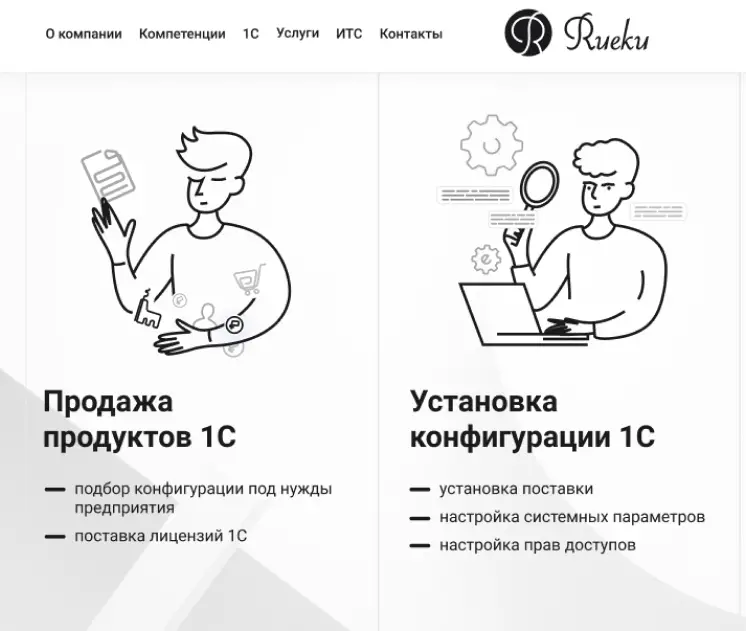 О компании Компетенции 1С Услуги ИТС Контакты
Rueku
Продажа
продуктов 1С
подбор конфигурации под нужды
предприятия
поставка лицензий 1С
Установка
конфигурации 1С
установка поставки
настройка системных параметров
настройка прав доступов